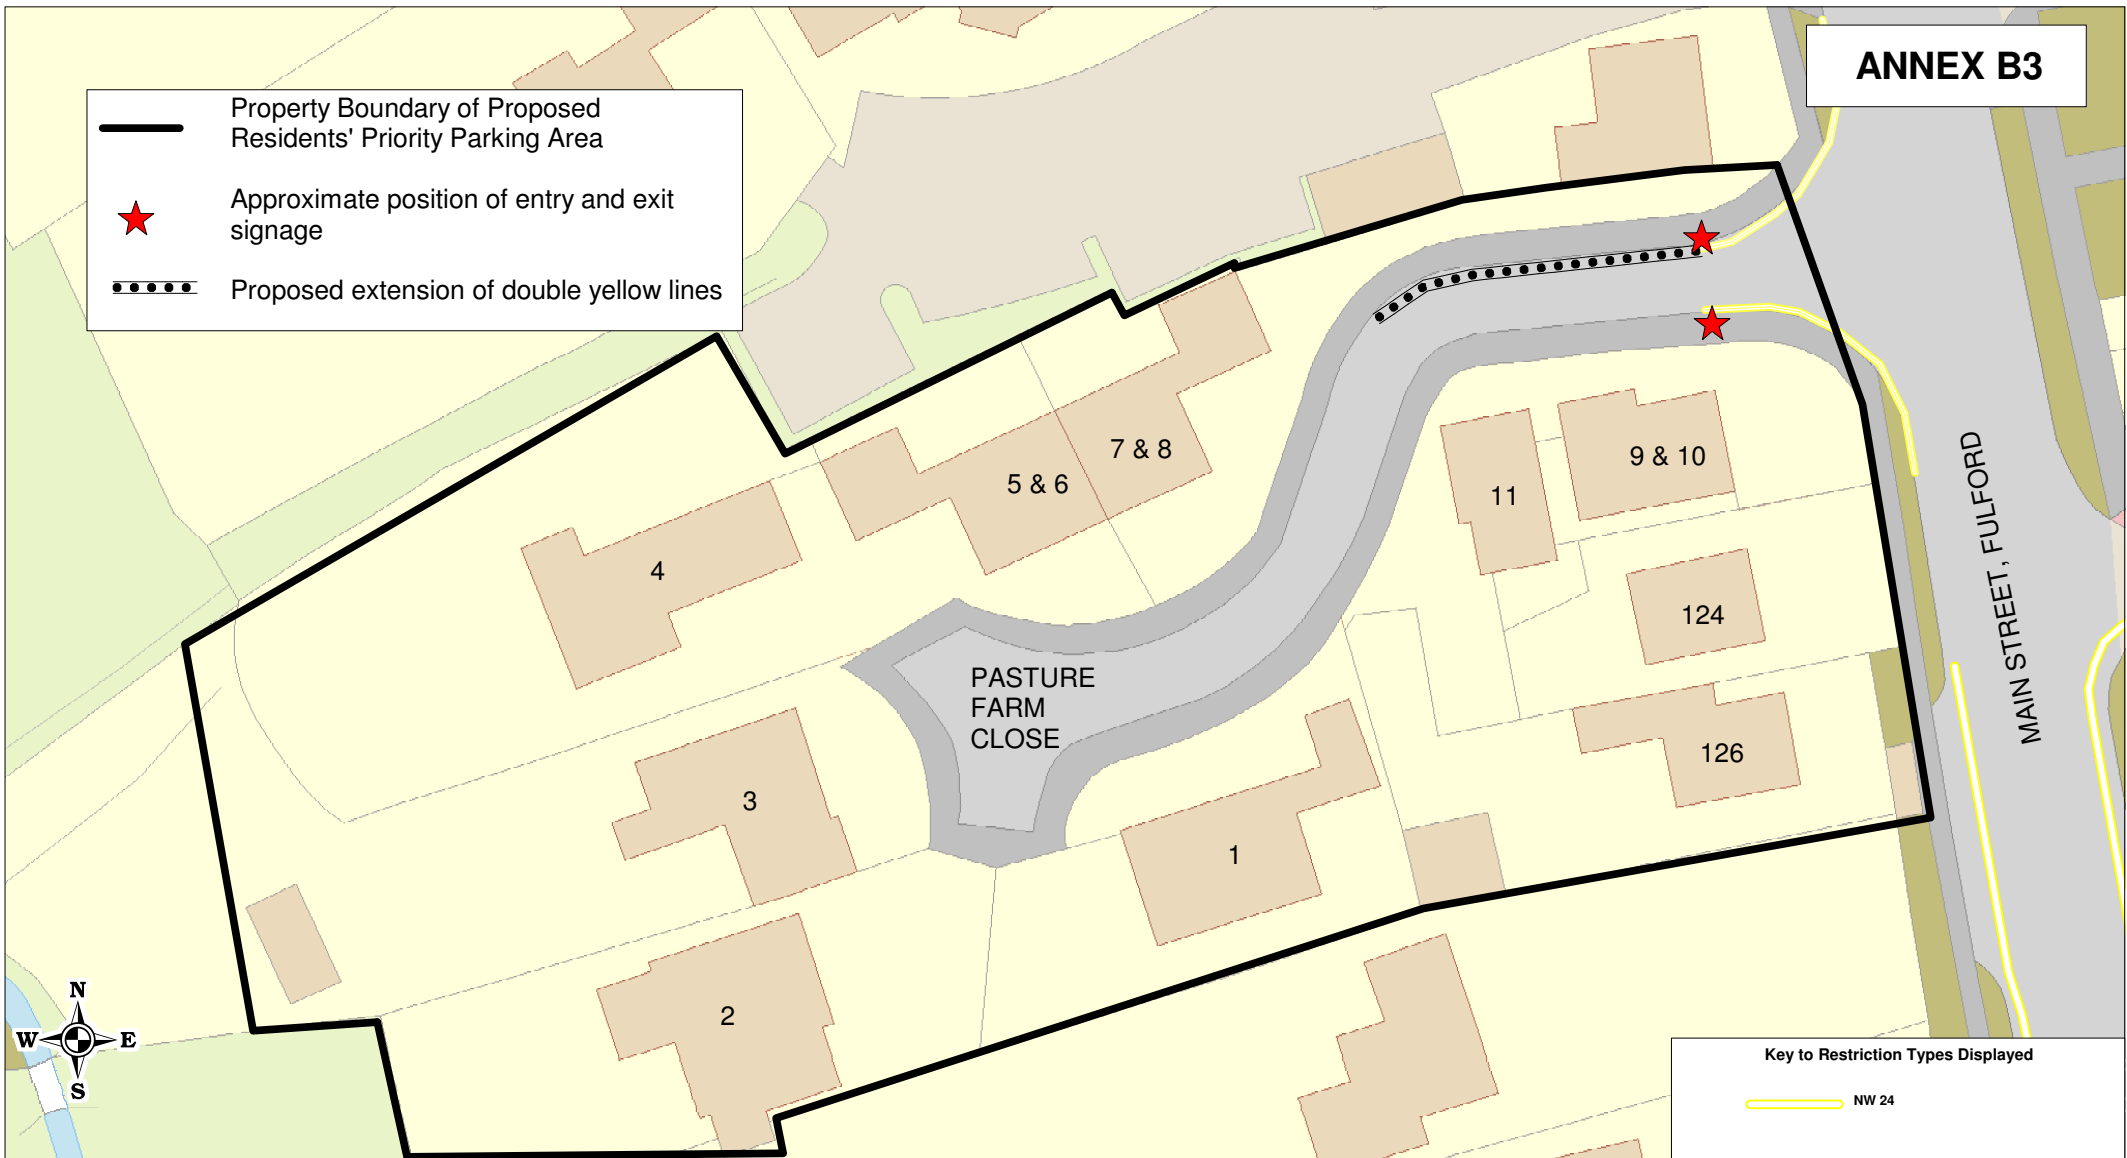 ANNEX B3
Property Boundary of Proposed
Residents' Priority Parking Area
Approximate position of entry and exit
signage
Proposed extension of double yellow lines
7 & 8
5 & 6
9 & 10
11
4
124
PASTURE
FARM
CLOSE
MAIN STREET, FULFORD
126
3
1
2
N
W
E
S
Key to Restriction Types Displayed
NW 24